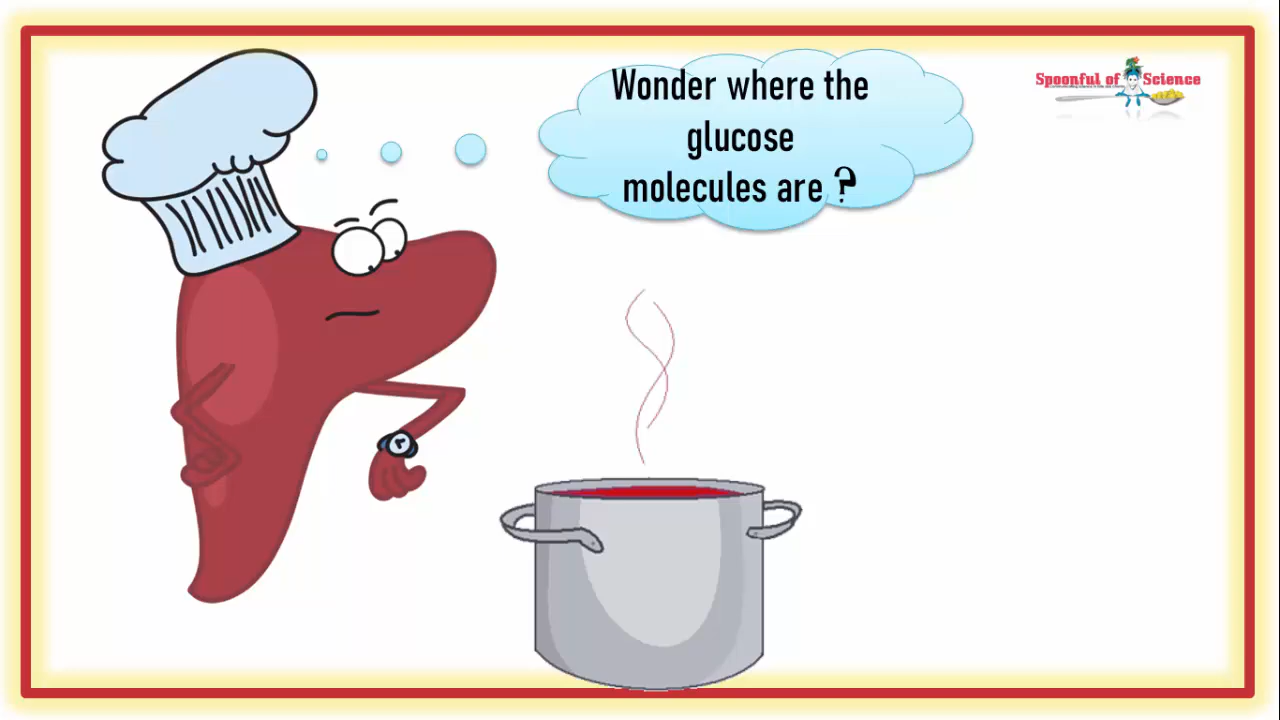 Wonder where the
glucose
molecules are ?
Spoonful of Science